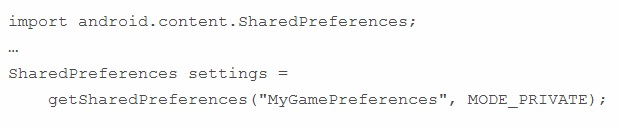 import android.content.SharedPreferences;
…
SharedPreferences settings =
    getSharedPreferences("MyGamePreferences", MODE_PRIVATE);